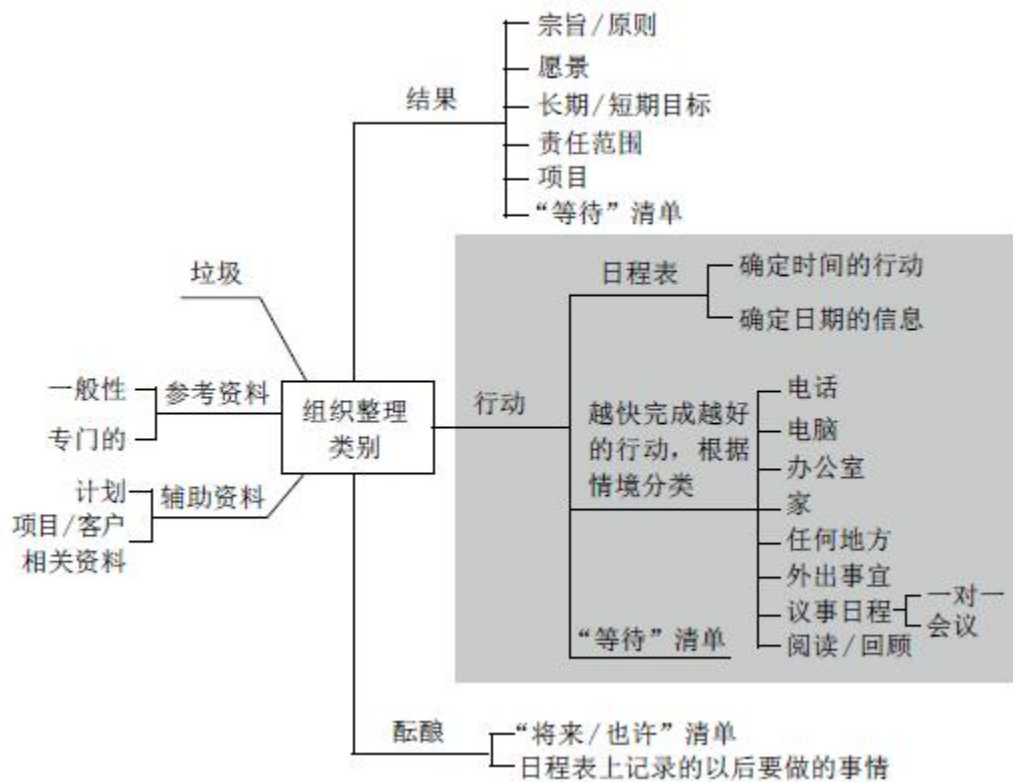 宗旨/原则
愿景
结果
长期/短期目标
责任范围
项目
“等待”清单
垃圾
日程表
确定时间的行动
确定日期的信息
一般性
参考资料
专门的
组织整理
类别
行动
越快完成越好
的行动，根据
情境分类
电话
电脑
办公室
家
任何地方
外出事宜
议事日程
一对一
会议
阅读/回顾
“等待”清单
计划
辅助资料
项目/客户
相关资料
酝酿
“将来/也许”清单
日程表上记录的以后要做的事情